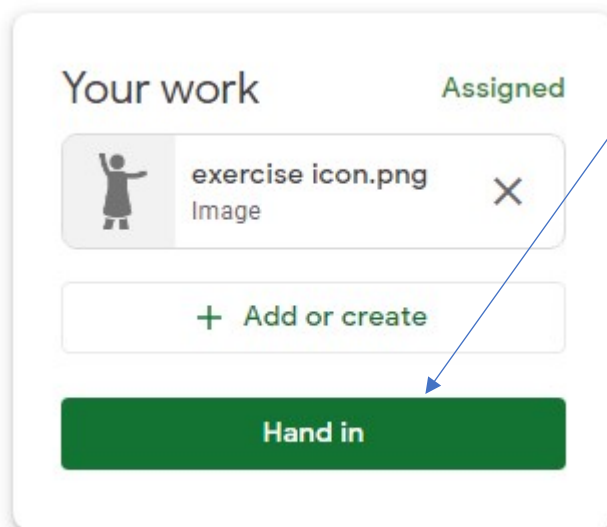 Your work
Assigned
exercise icon.png
Image
+ Add or create
Hand in